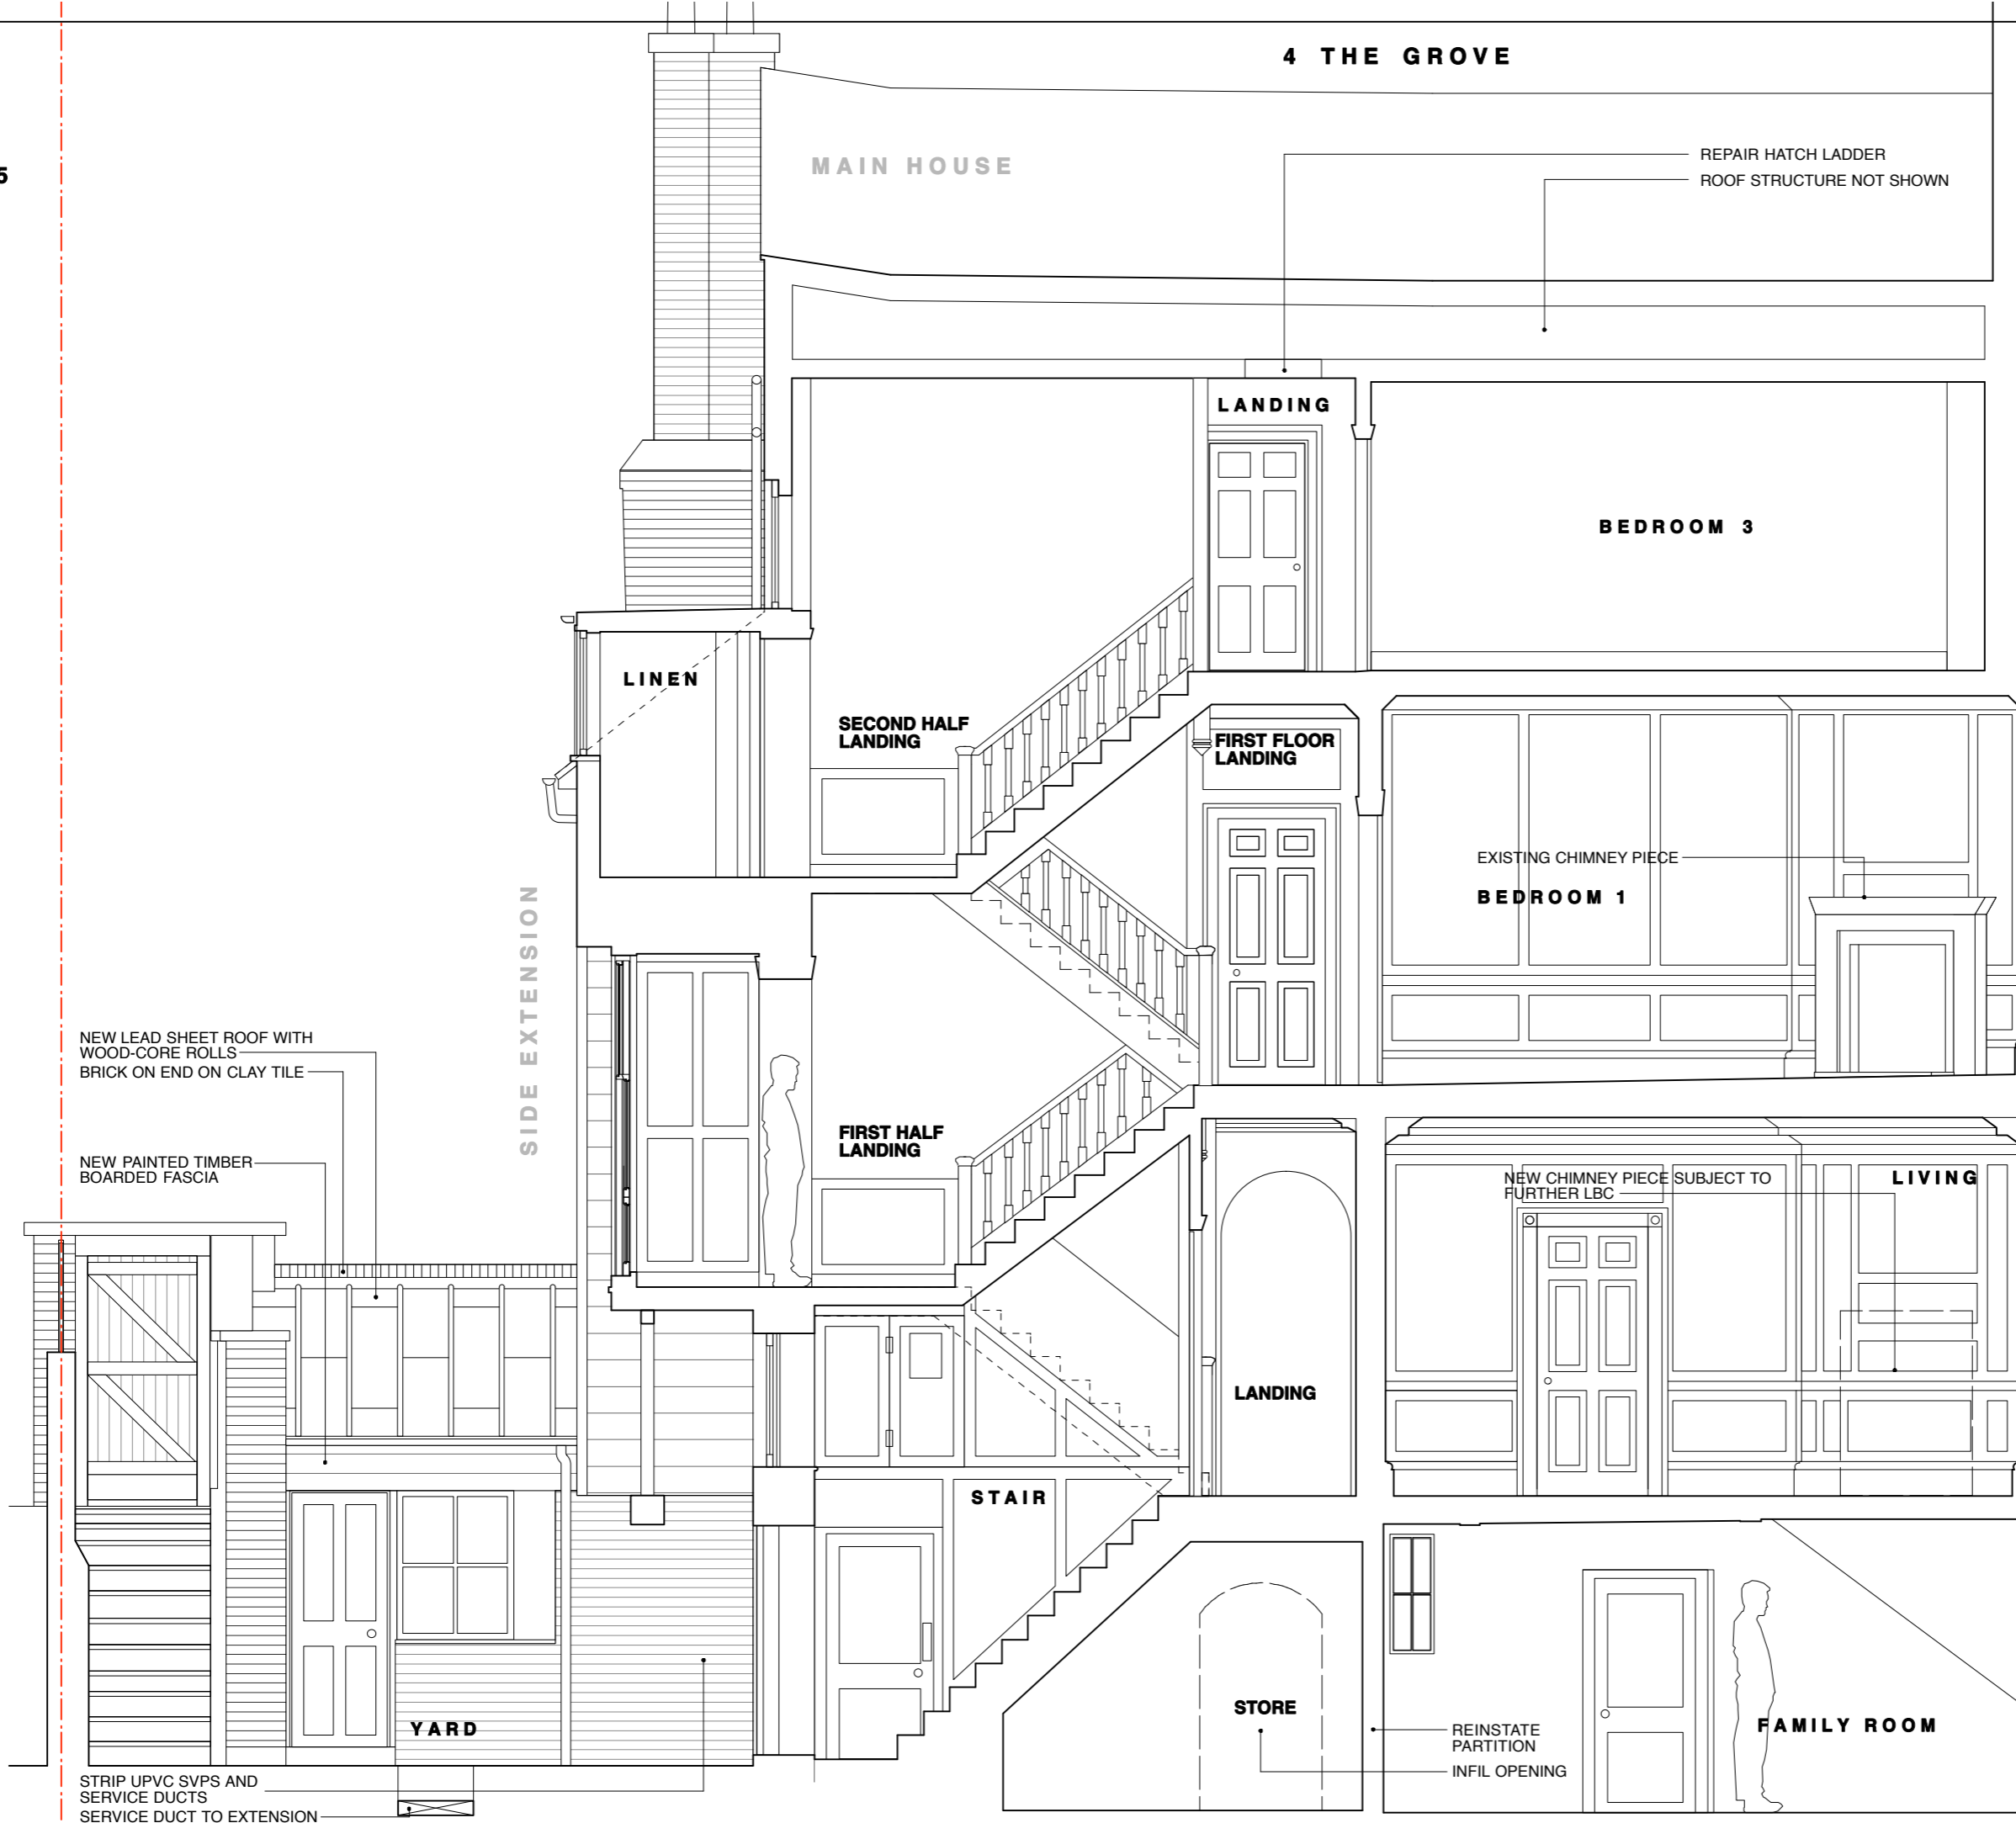 4 THE GROVE
MAIN HOUSE
5
REPAIR HATCH LADDER
ROOF STRUCTURE NOT SHOWN
LANDING
BEDROOM 3
LINEN
SECOND HALF
LANDING
FIRST FLOOR
LANDING
EXISTING CHIMNEY PIECE
BEDROOM 1
SIDE EXTENSION
NEW LEAD SHEET ROOF WITH
WOOD-CORE ROLLS
BRICK ON END ON CLAY TILE
NEW PAINTED TIMBER
BOARDED FASCIA
FIRST HALF
LANDING
NEW CHIMNEY PIECE SUBJECT TO
FURTHER LBC
LIVING
LANDING
STAIR
STORE
YARD
REINSTATE
PARTITION
INFIL OPENING
FAMILY ROOM
STRIP UPVC SVPS AND
SERVICE DUCTS
SERVICE DUCT TO EXTENSION